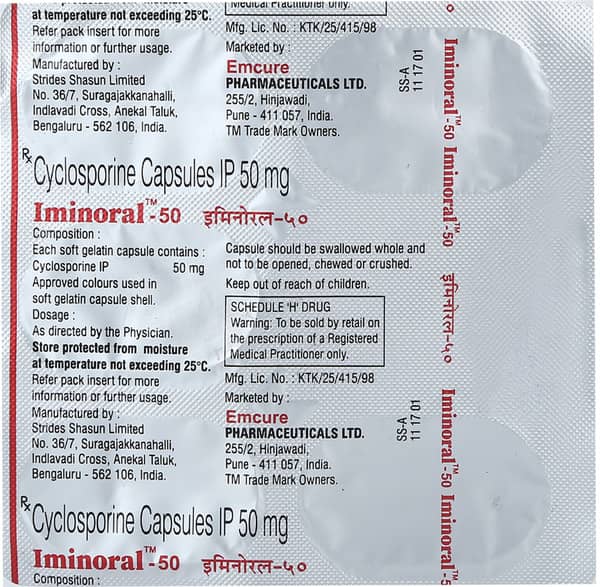 at temperature not exceeding 25°C.
Refer pack insert for more
information or further usage.
Manufactured by :
Strides Shasun Limited
No. 36/7, Suragajakkanahalli,
Indlavadi Cross, Anekal Taluk,
Bengaluru - 562 106, India.
Medical Practitioner only.
Mfg. Lic. No. : KTK/25/415/98
Marketed by :
Emcure
PHARMACEUTICALS LTD.
255/2, Hinjawadi,
Pune - 411 057, India.
TM Trade Mark Owners.
SS-A
11 17 01
Iminoral™-50 Iminoral™-50
Rx Cyclosporine Capsules IP 50 mg
Iminoral™-50 इमिनोरल-५०
Composition :
Each soft gelatin capsule contains :
Cyclosporine IP 50 mg
Approved colours used in
soft gelatin capsule shell.
Dosage :
As directed by the Physician.
Store protected from moisture
at temperature not exceeding 25°C.
Refer pack insert for more
information or further usage.
Manufactured by :
Strides Shasun Limited
No. 36/7, Suragajakkanahalli,
Indlavadi Cross, Anekal Taluk,
Bengaluru - 562 106, India.
Capsule should be swallowed whole and
not to be opened, chewed or crushed.
Keep out of reach of children.
SCHEDULE 'H' DRUG
Warning: To be sold by retail on
the prescription of a Registered
Medical Practitioner only.
Mfg. Lic. No. : KTK/25/415/98
Marketed by :
Emcure
PHARMACEUTICALS LTD.
255/2, Hinjawadi,
Pune - 411 057, India.
TM Trade Mark Owners.
इमिनोरल-५०
SS-A
11 17 01
Iminoral™-50 Iminoral™
Rx Cyclosporine Capsules IP 50 mg
Iminoral™-50 इमिनोरल-५०
Composition :